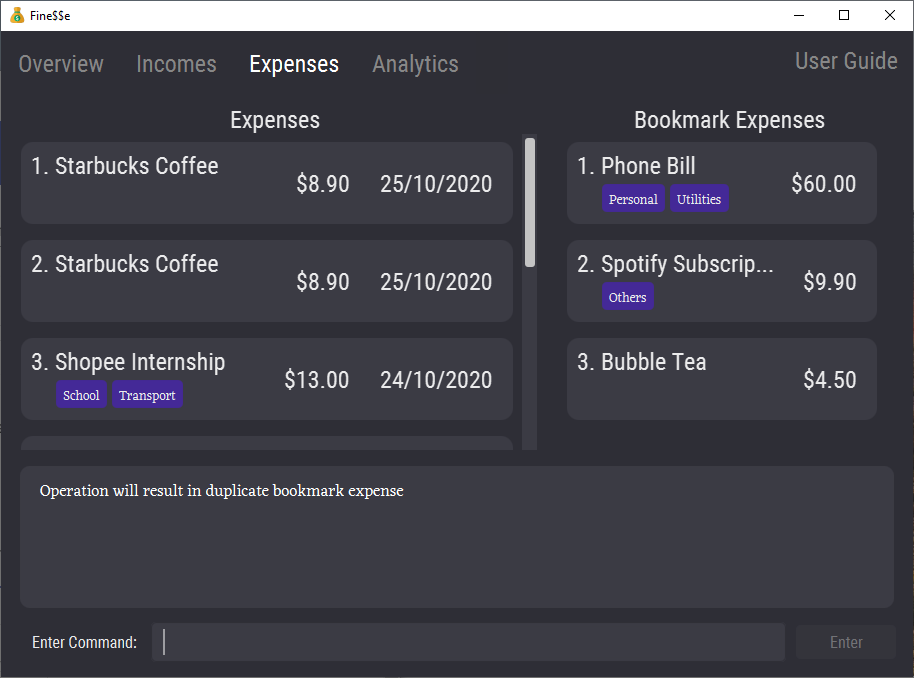 Fine$$e
Overview Incomes Expenses Analytics User Guide
Expenses
1. Starbucks Coffee
$8.90 25/10/2020
2. Starbucks Coffee
$8.90 25/10/2020
3. Shopee Internship
$13.00 24/10/2020
School Transport
Bookmark Expenses
1. Phone Bill
$60.00
Personal Utilities
2. Spotify Subscrip...
$9.90
Others
3. Bubble Tea
$4.50
Operation will result in duplicate bookmark expense
Enter Command: Enter